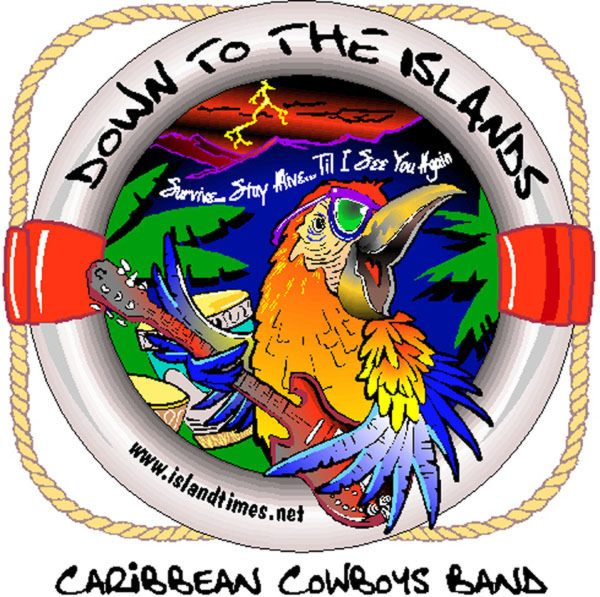 DOWN TO THE ISLANDS
Survive... Stay Alive.... Til I See You Again
www.islandtimes.net
CARiBBEAN COWBOYS BAND